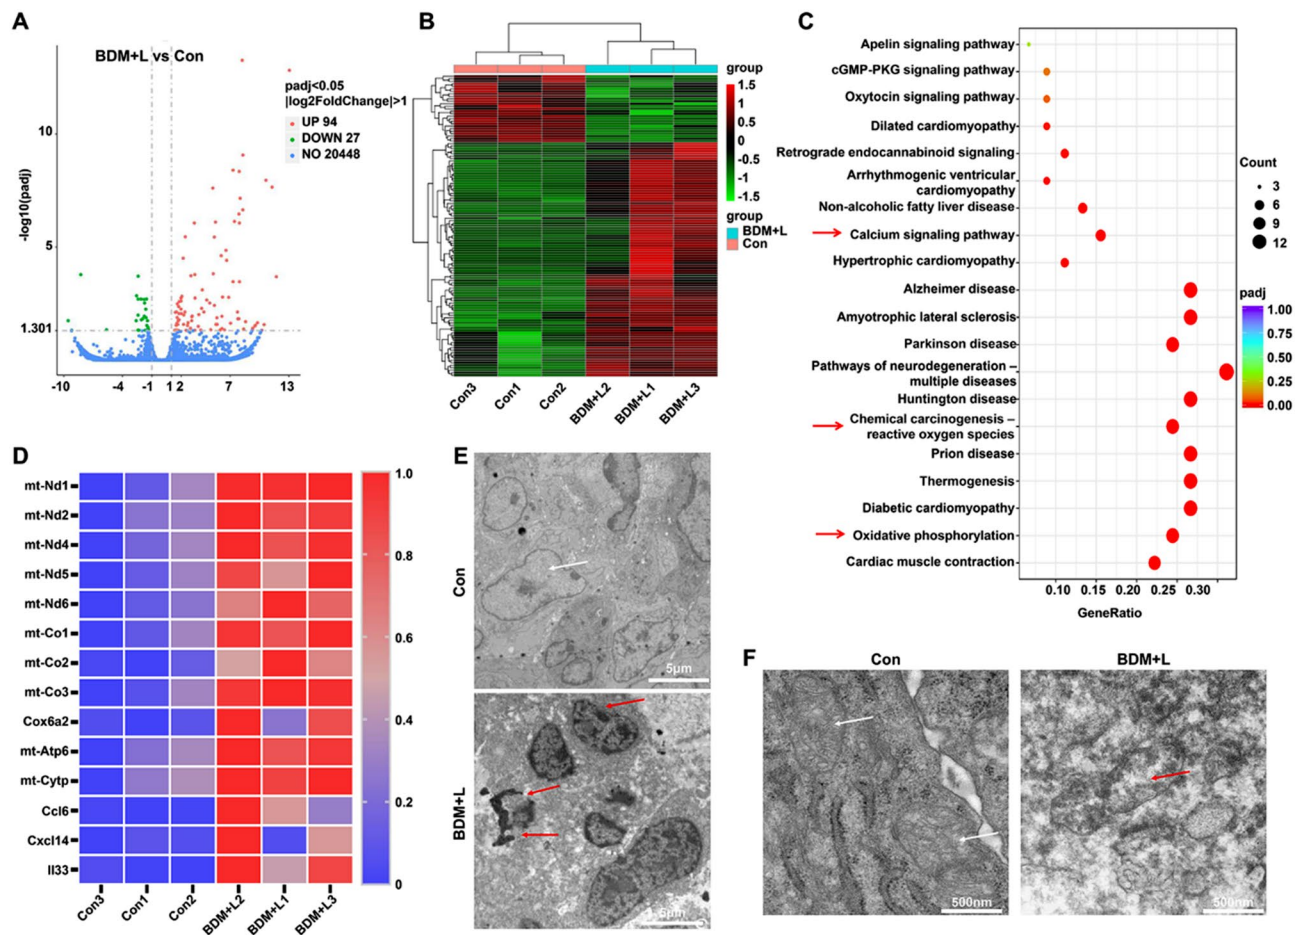 A
BDM+L vs Con
padj<0.05
|log2FoldChange|>1
UP 94
DOWN 27
NO 20448
-log10(padj)
10
5
1.301
-10
-4
-1
1
2
7
13
B
group
1.5
1
0.5
0
-0.5
-1
-1.5
group
BDM+L
Con
Con3
Con1
Con2
BDM+L2
BDM+L1
BDM+L3
C
Apelin signaling pathway
cGMP-PKG signaling pathway
Oxytocin signaling pathway
Dilated cardiomyopathy
Retrograde endocannabinoid signaling
Arrhythmogenic ventricular
cardiomyopathy
Non-alcoholic fatty liver disease
Calcium signaling pathway
Hypertrophic cardiomyopathy
Alzheimer disease
Amyotrophic lateral sclerosis
Parkinson disease
Pathways of neurodegeneration –
multiple diseases
Huntington disease
Chemical carcinogenesis –
reactive oxygen species
Prion disease
Thermogenesis
Diabetic cardiomyopathy
Oxidative phosphorylation
Cardiac muscle contraction
0.10
0.15
0.20
0.25
0.30
GeneRatio
Count
3
6
9
12
padj
1.00
0.75
0.50
0.25
0.00
D
mt-Nd1
mt-Nd2
mt-Nd4
mt-Nd5
mt-Nd6
mt-Co1
mt-Co2
mt-Co3
Cox6a2
mt-Atp6
mt-Cytp
Ccl6
Cxcl14
Il33
Con3
Con1
Con2
BDM+L2
BDM+L1
BDM+L3
1.0
0.8
0.6
0.4
0.2
0
E
Con
5μm
BDM+L
5μm
F
Con
BDM+L
500nm
500nm